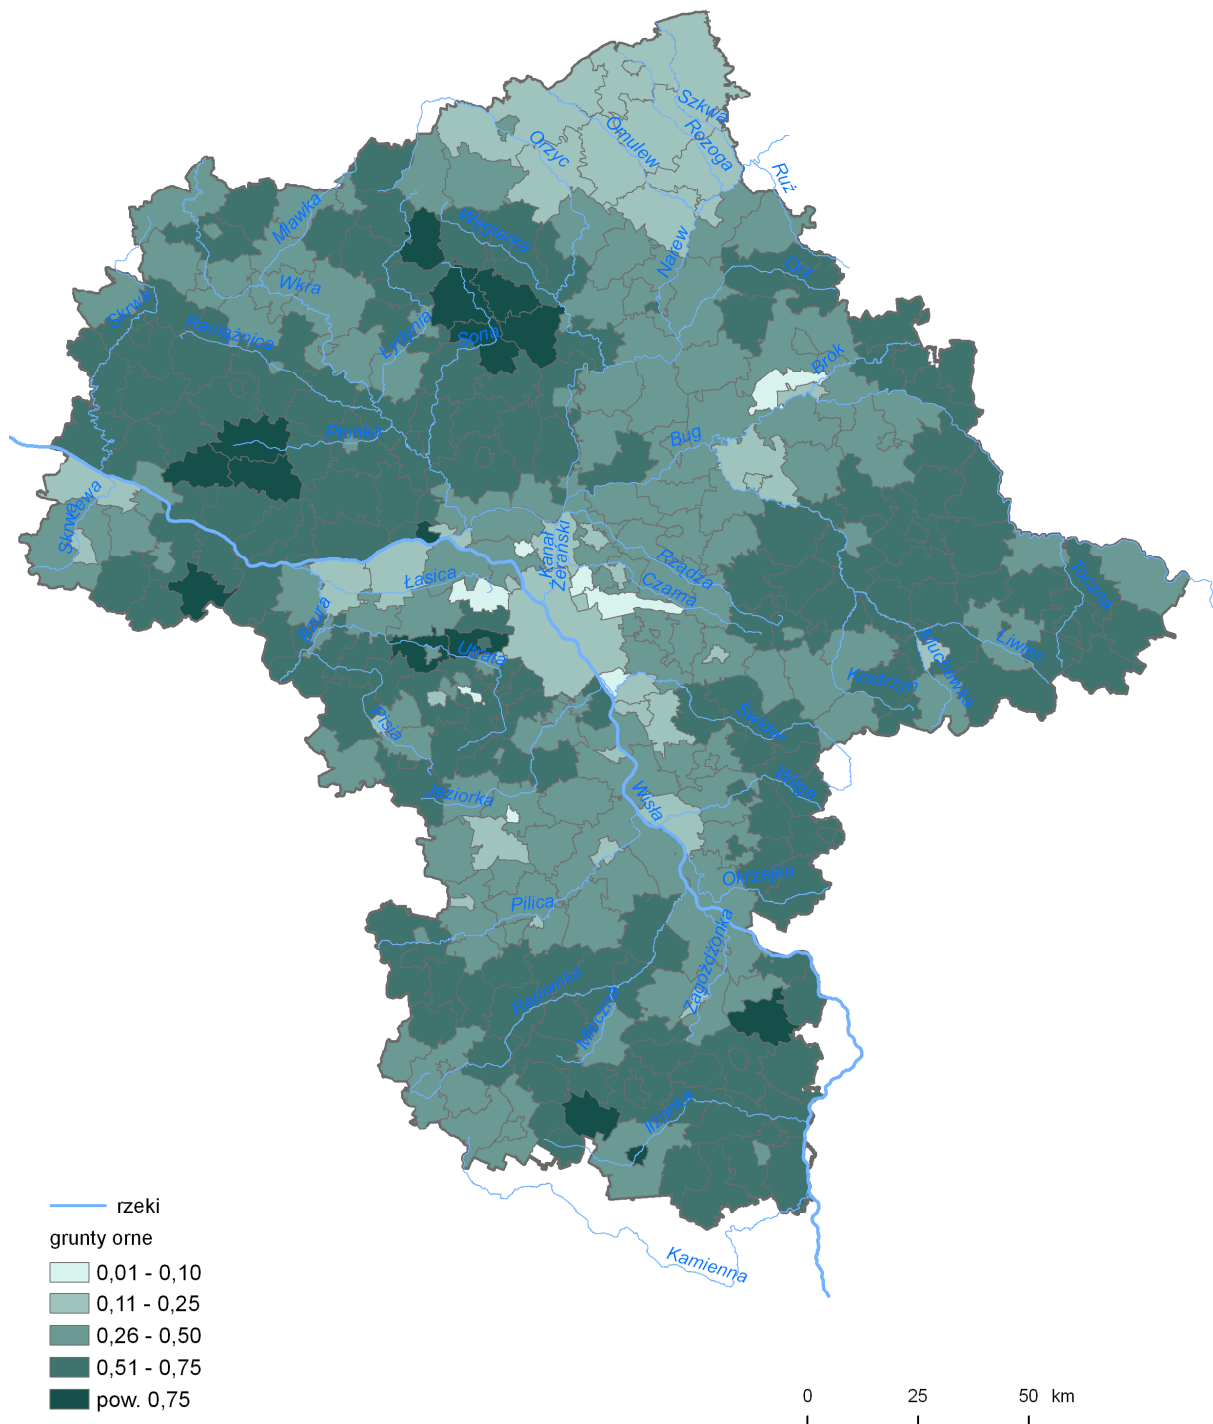 Szkwa
Rozoga
Omulew
Orzyc
Ruż
Mławka
Węgierka
Narew
Orz
Wkra
Skrwa
Raciążnica
Łydynia
Sona
Brok
Płonka
Bug
Skrwa Lewa
Kanał
Żerański
Rządza
Czarna
Łasica
Toczna
Bzura
Utrata
Liwiec
Muchawka
Kostrzyń
Pisia
Świder
Wilga
Jeziorka
Wisła
Okrzejka
Pilica
Zagożdżonka
Radomka
Mleczna
Iłżanka
Kamienna
rzeki
grunty orne
0,01 - 0,10
0,11 - 0,25
0,26 - 0,50
0,51 - 0,75
pow. 0,75
0 25 50 km